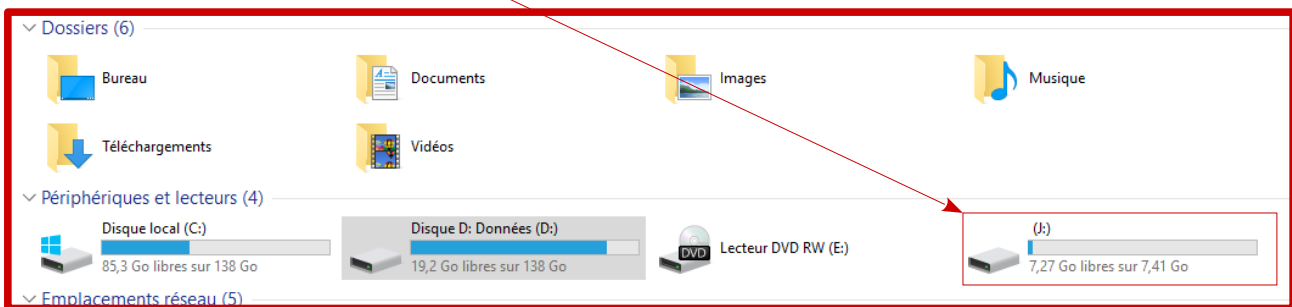 Dossiers (6)
Bureau
Documents
Images
Musique
Téléchargements
Vidéos
Périphériques et lecteurs (4)
Disque local (C:)
85,3 Go libres sur 138 Go
Disque D: Données (D:)
19,2 Go libres sur 138 Go
DVD
Lecteur DVD RW (E:)
(J:)
7,27 Go libres sur 7,41 Go
Emplacements réseau (5)